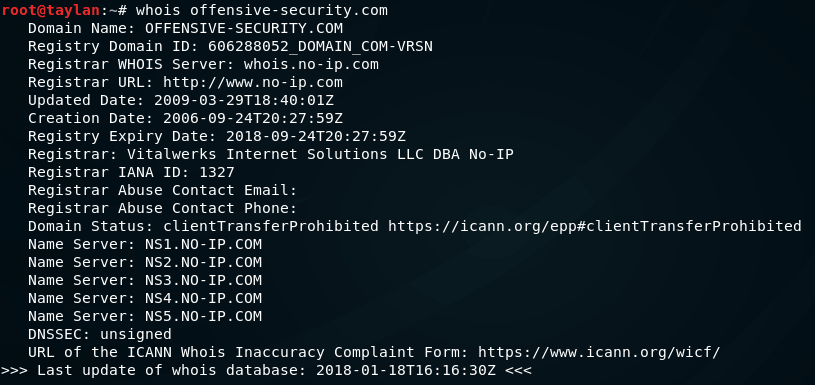 root@taylan:~# whois offensive-security.com
Domain Name: OFFENSIVE-SECURITY.COM
Registry Domain ID: 606288052_DOMAIN_COM-VRSN
Registrar WHOIS Server: whois.no-ip.com
Registrar URL: http://www.no-ip.com
Updated Date: 2009-03-29T18:40:01Z
Creation Date: 2006-09-24T20:27:59Z
Registry Expiry Date: 2018-09-24T20:27:59Z
Registrar: Vitalwerks Internet Solutions LLC DBA No-IP
Registrar IANA ID: 1327
Registrar Abuse Contact Email:
Registrar Abuse Contact Phone:
Domain Status: clientTransferProhibited https://icann.org/epp#clientTransferProhibited
Name Server: NS1.NO-IP.COM
Name Server: NS2.NO-IP.COM
Name Server: NS3.NO-IP.COM
Name Server: NS4.NO-IP.COM
Name Server: NS5.NO-IP.COM
DNSSEC: unsigned
URL of the ICANN Whois Inaccuracy Complaint Form: https://www.icann.org/wicf/
>>> Last update of whois database: 2018-01-18T16:16:30Z <<<